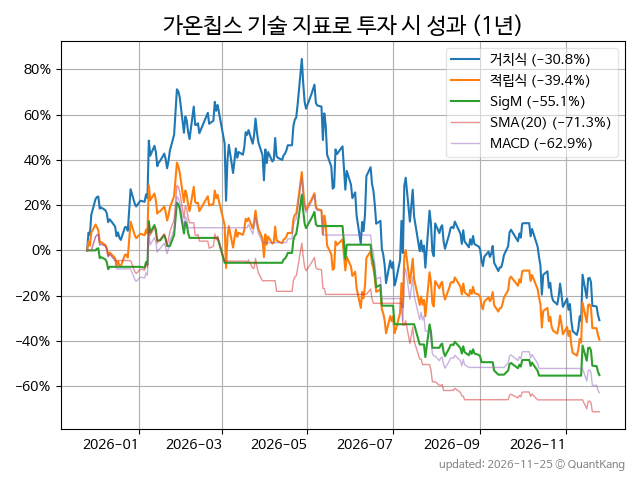 가온칩스 기술 지표로 투자 시 성과 (1년)
거치식 (−30.8%)
적립식 (−39.4%)
SigM (−55.1%)
SMA(20) (−71.3%)
MACD (−62.9%)
80%
60%
40%
20%
0%
−20%
−40%
−60%
2026-01 2026-03 2026-05 2026-07 2026-09 2026-11
updated: 2026-11-25 © QuantKang